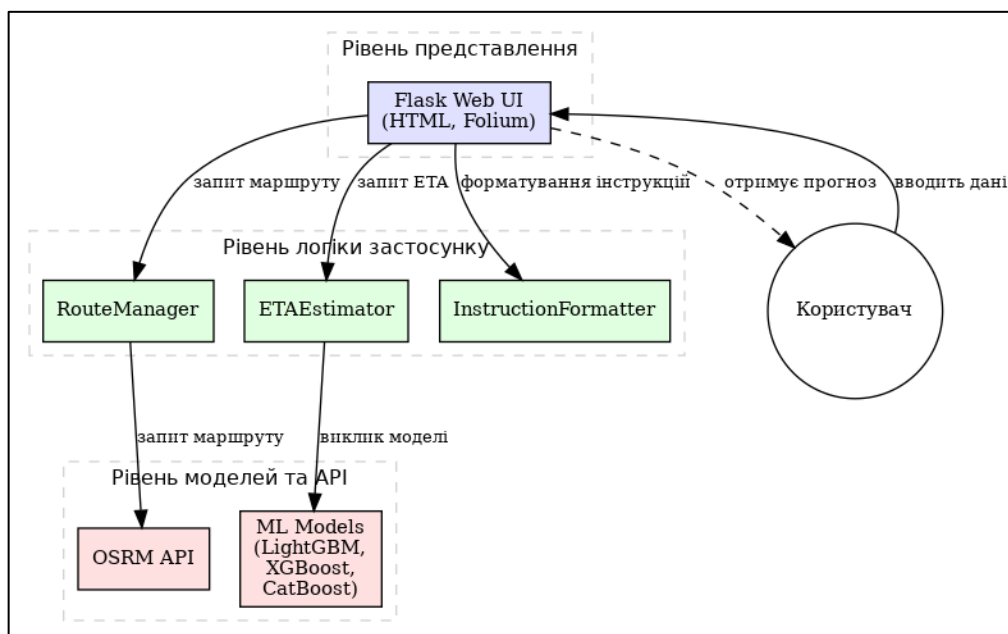 Рівень представлення
Flask Web UI
(HTML, Folium)
запит маршруту
запит ETA
форматування інструкцій
отримує прогноз
вводить дані
Рівень логіки застосунку
RouteManager
ETAEstimator
InstructionFormatter
Користувач
запит маршруту
виклик моделі
Рівень моделей та API
OSRM API
ML Models
(LightGBM,
XGBoost,
CatBoost)